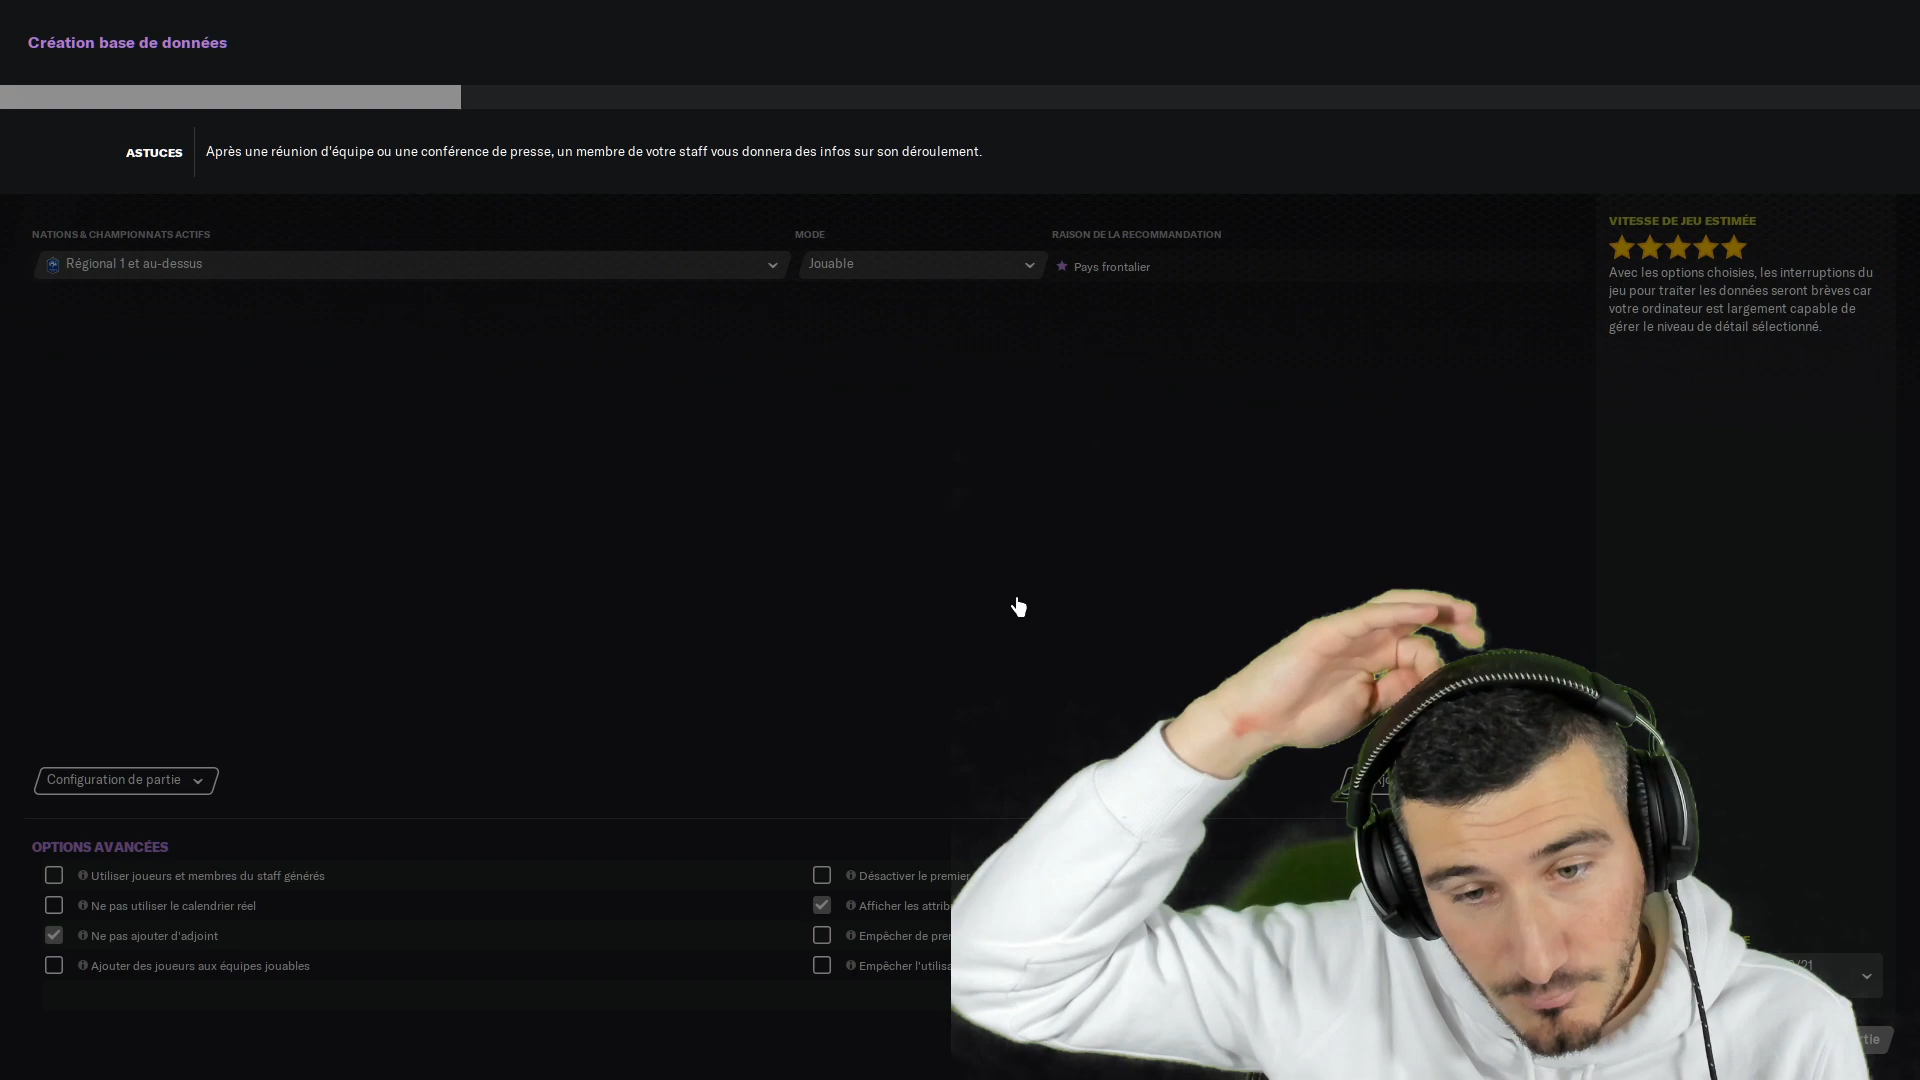 Création base de données
ASTUCES
Après une réunion d'équipe ou une conférence de presse, un membre de votre staff vous donnera des infos sur son déroulement.
NATIONS & CHAMPIONNATS ACTIFS
MODE
RAISON DE LA RECOMMANDATION
Régional 1 et au-dessus
Jouable
Pays frontalier
VITESSE DE JEU ESTIMÉE
Avec les options choisies, les interruptions du
jeu pour traiter les données seront brèves car
votre ordinateur est largement capable de
gérer le niveau de détail sélectionné.
Configuration de partie
OPTIONS AVANCÉES
Utiliser joueurs et membres du staff générés
Ne pas utiliser le calendrier réel
Ne pas ajouter d'adjoint
Ajouter des joueurs aux équipes jouables
Désactiver le premier
Afficher les attrib
Empêcher de pre
Empêcher l'utilisa
/21
tie